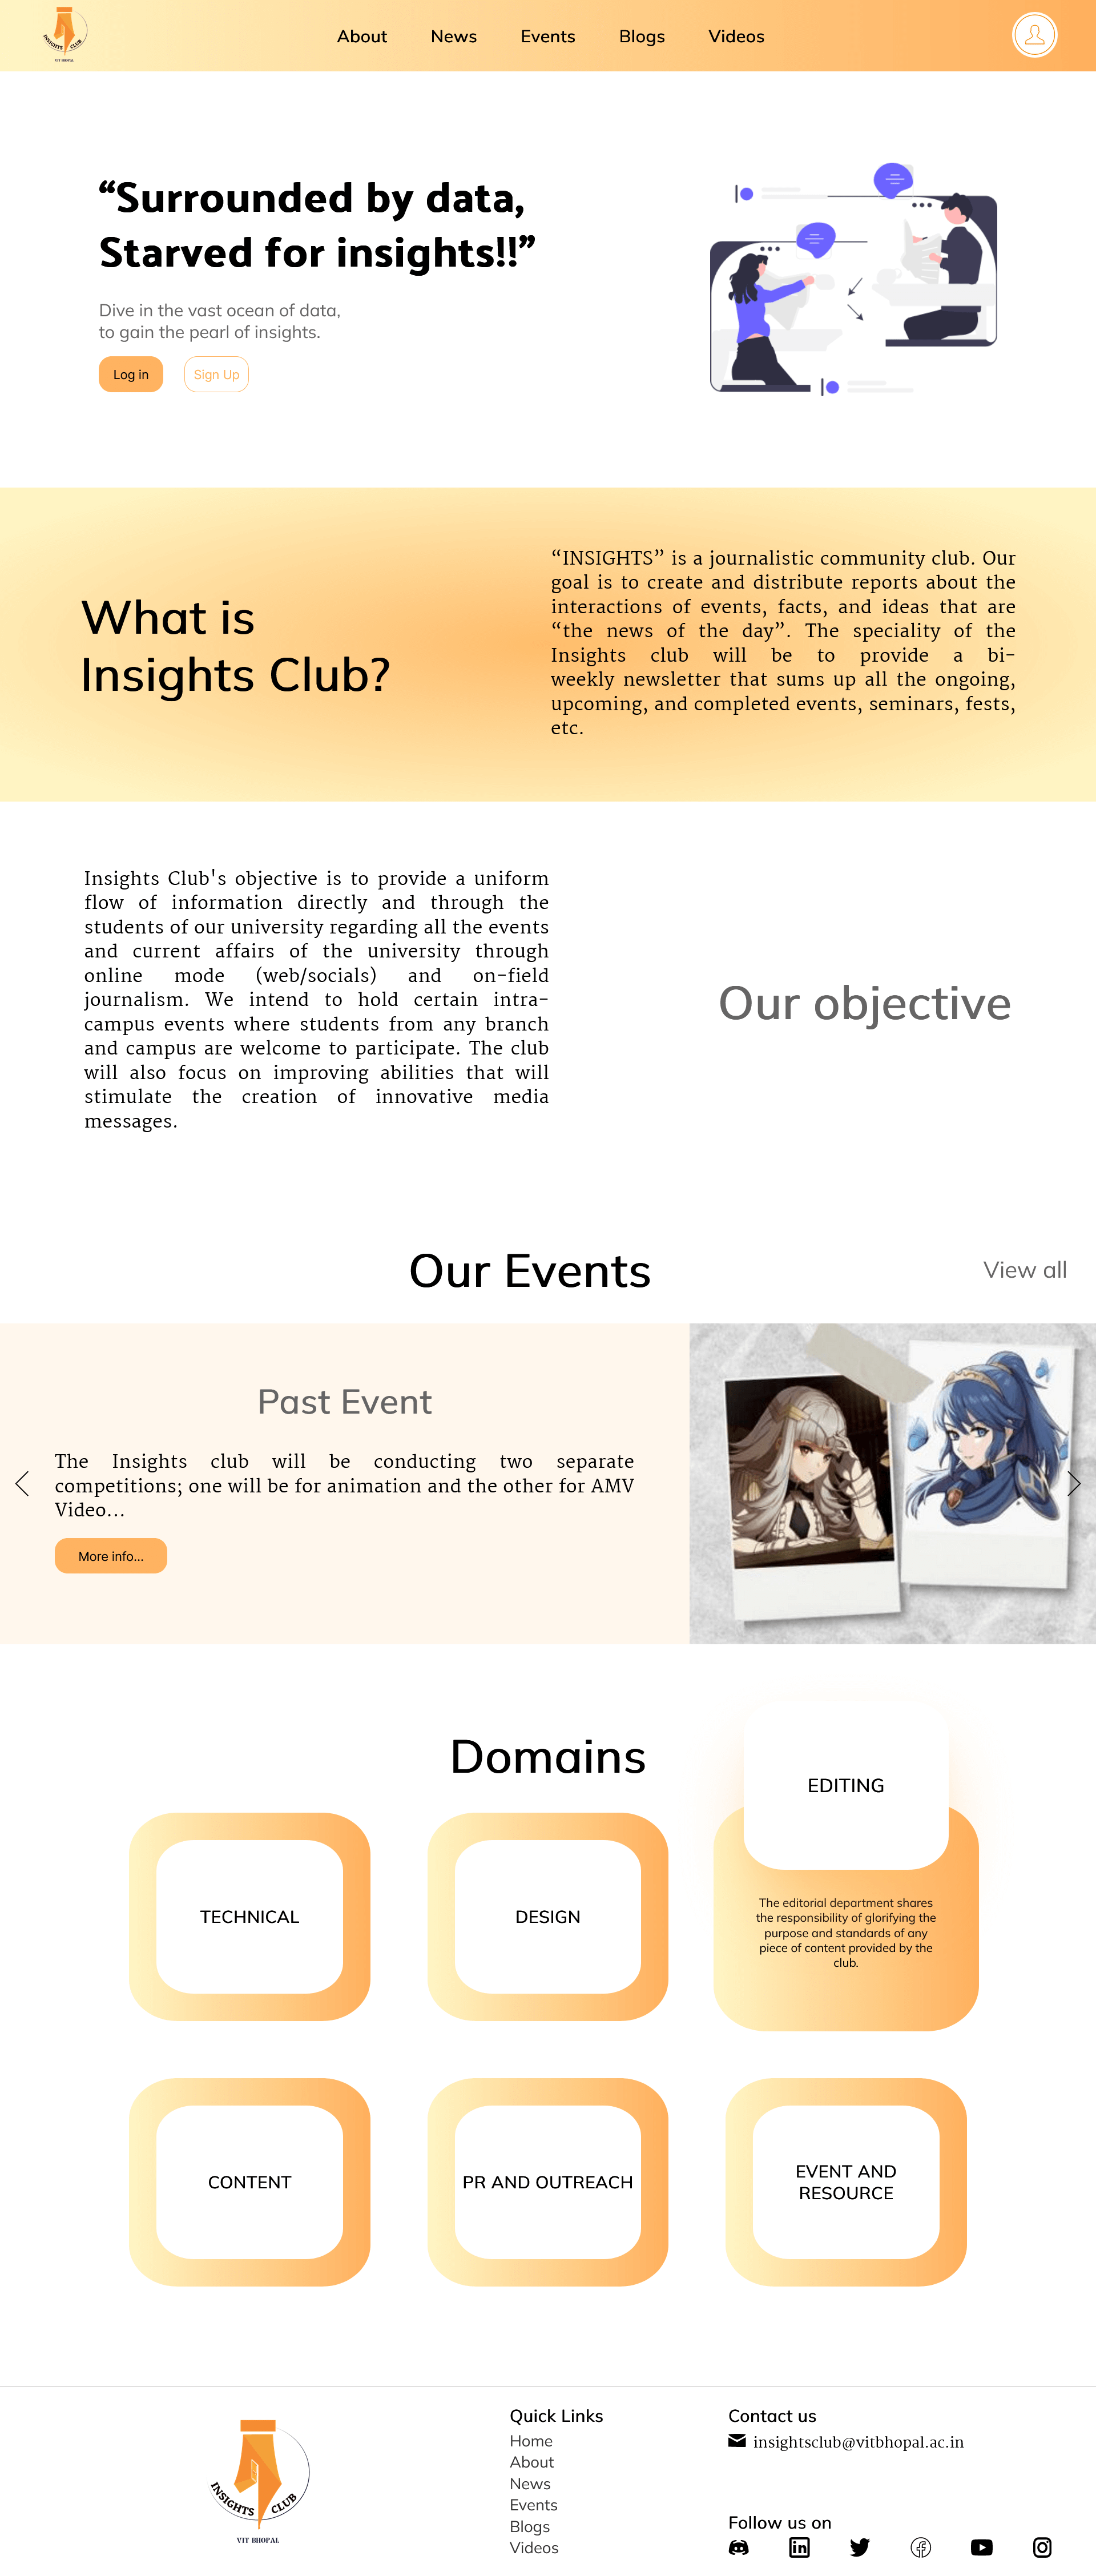 INSIGHTS CLUB
VIT BHOPAL
About News Events Blogs Videos
“Surrounded by data,
Starved for insights!!”
Dive in the vast ocean of data,
to gain the pearl of insights.
Log in Sign Up
What is
Insights Club?
“INSIGHTS” is a journalistic community club. Our
goal is to create and distribute reports about the
interactions of events, facts, and ideas that are
“the news of the day”. The speciality of the
Insights club will be to provide a bi-
weekly newsletter that sums up all the ongoing,
upcoming, and completed events, seminars, fests,
etc.
Insights Club's objective is to provide a uniform
flow of information directly and through the
students of our university regarding all the events
and current affairs of the university through
online mode (web/socials) and on-field
journalism. We intend to hold certain intra-
campus events where students from any branch
and campus are welcome to participate. The club
will also focus on improving abilities that will
stimulate the creation of innovative media
messages.
Our objective
Our Events
View all
Past Event
The Insights club will be conducting two separate
competitions; one will be for animation and the other for AMV
Video...
More info...
Domains
TECHNICAL
DESIGN
EDITING
The editorial department shares
the responsibility of glorifying the
purpose and standards of any
piece of content provided by the
club.
CONTENT
PR AND OUTREACH
EVENT AND
RESOURCE
INSIGHTS CLUB
VIT BHOPAL
Quick Links
Home
About
News
Events
Blogs
Videos
Contact us
insightsclub@vitbhopal.ac.in
Follow us on